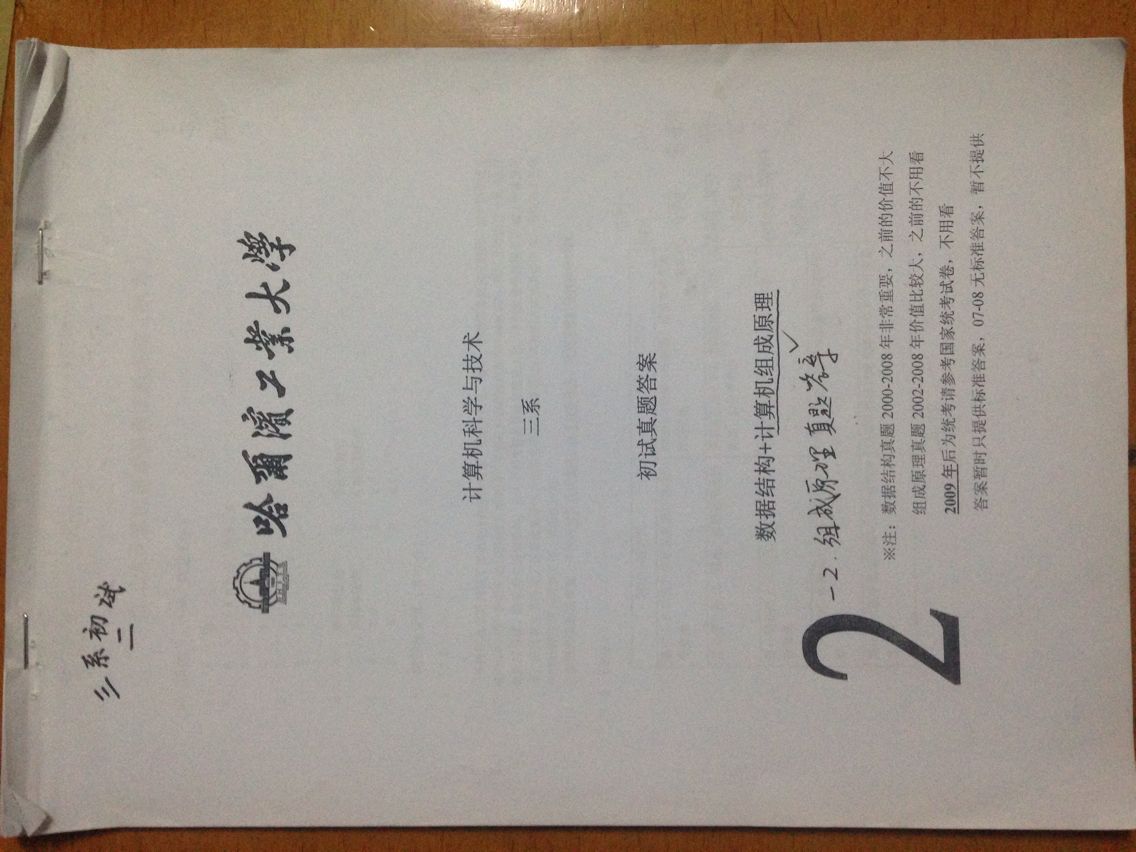 三系初试
二
哈爾濱工業大学
计算机科学与技术
三系
初试真题答案
数据结构+计算机组成原理
2 -2.组成原理真题答案
※注：数据结构真题 2000-2008 年非常重要，之前的价值不大
组成原理真题 2002-2008 年价值比较大，之前的不用看
2009 年后为统考请参考国家统考试卷，不用看
答案暂时只提供标准答案，07-08 无标准答案，暂不提供